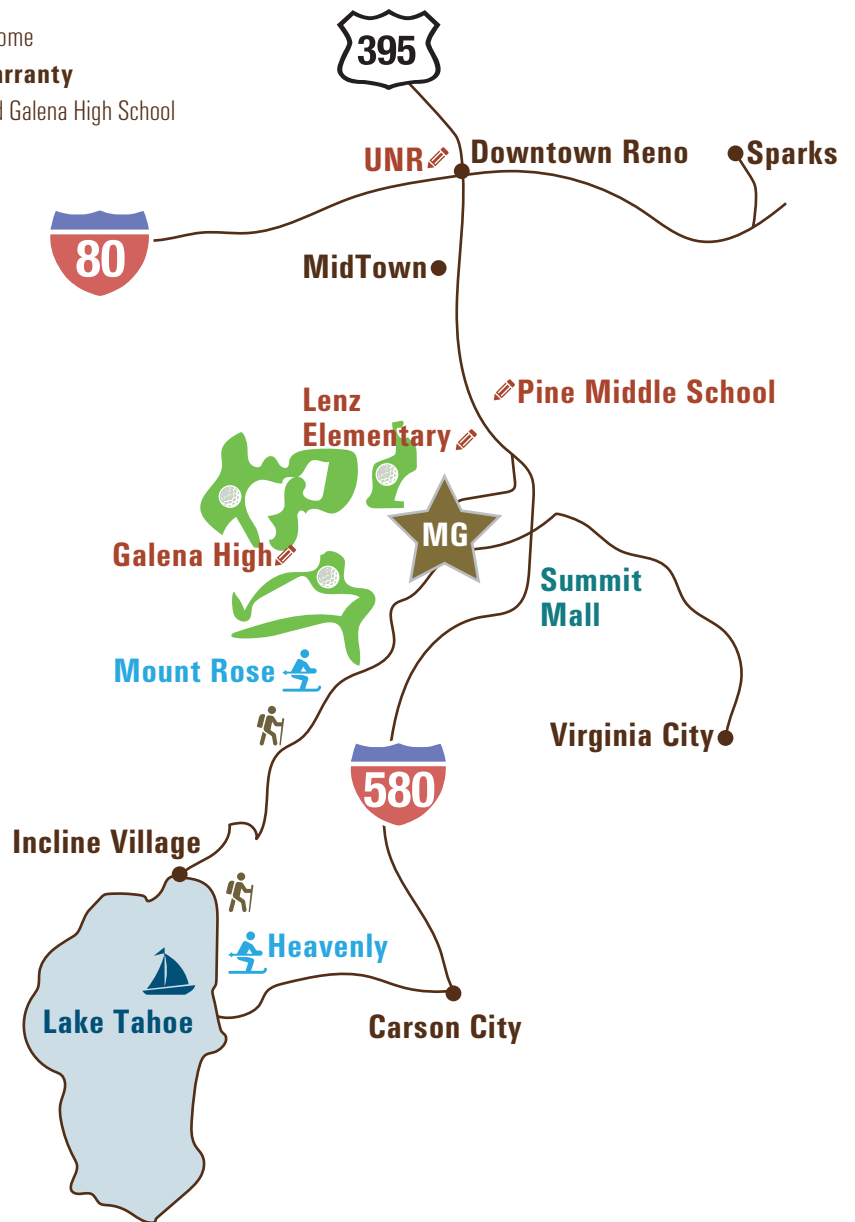 ome
arranty
d Galena High School
395
UNR
Downtown Reno
Sparks
80
MidTown
Pine Middle School
Lenz
Elementary
MG
Galena High
Summit
Mall
Mount Rose
Virginia City
580
Incline Village
Heavenly
Lake Tahoe
Carson City